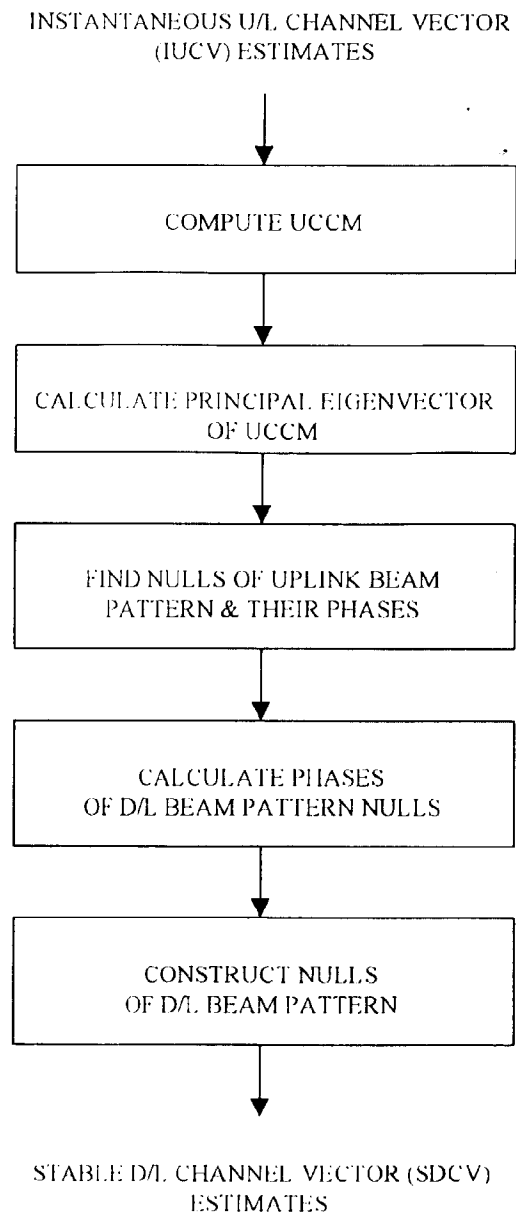 INSTANTANEOUS U/L CHANNEL VECTOR
(IUCV) ESTIMATES
COMPUTE UCCM
CALCULATE PRINCIPAL EIGENVECTOR
OF UCCM
FIND NULLS OF UPLINK BEAM
PATTERN & THEIR PHASES
CALCULATE PHASES
OF D/L BEAM PATTERN NULLS
CONSTRUCT NULLS
OF D/L BEAM PATTERN
STABLE D/L CHANNEL VECTOR (SDCV)
ESTIMATES